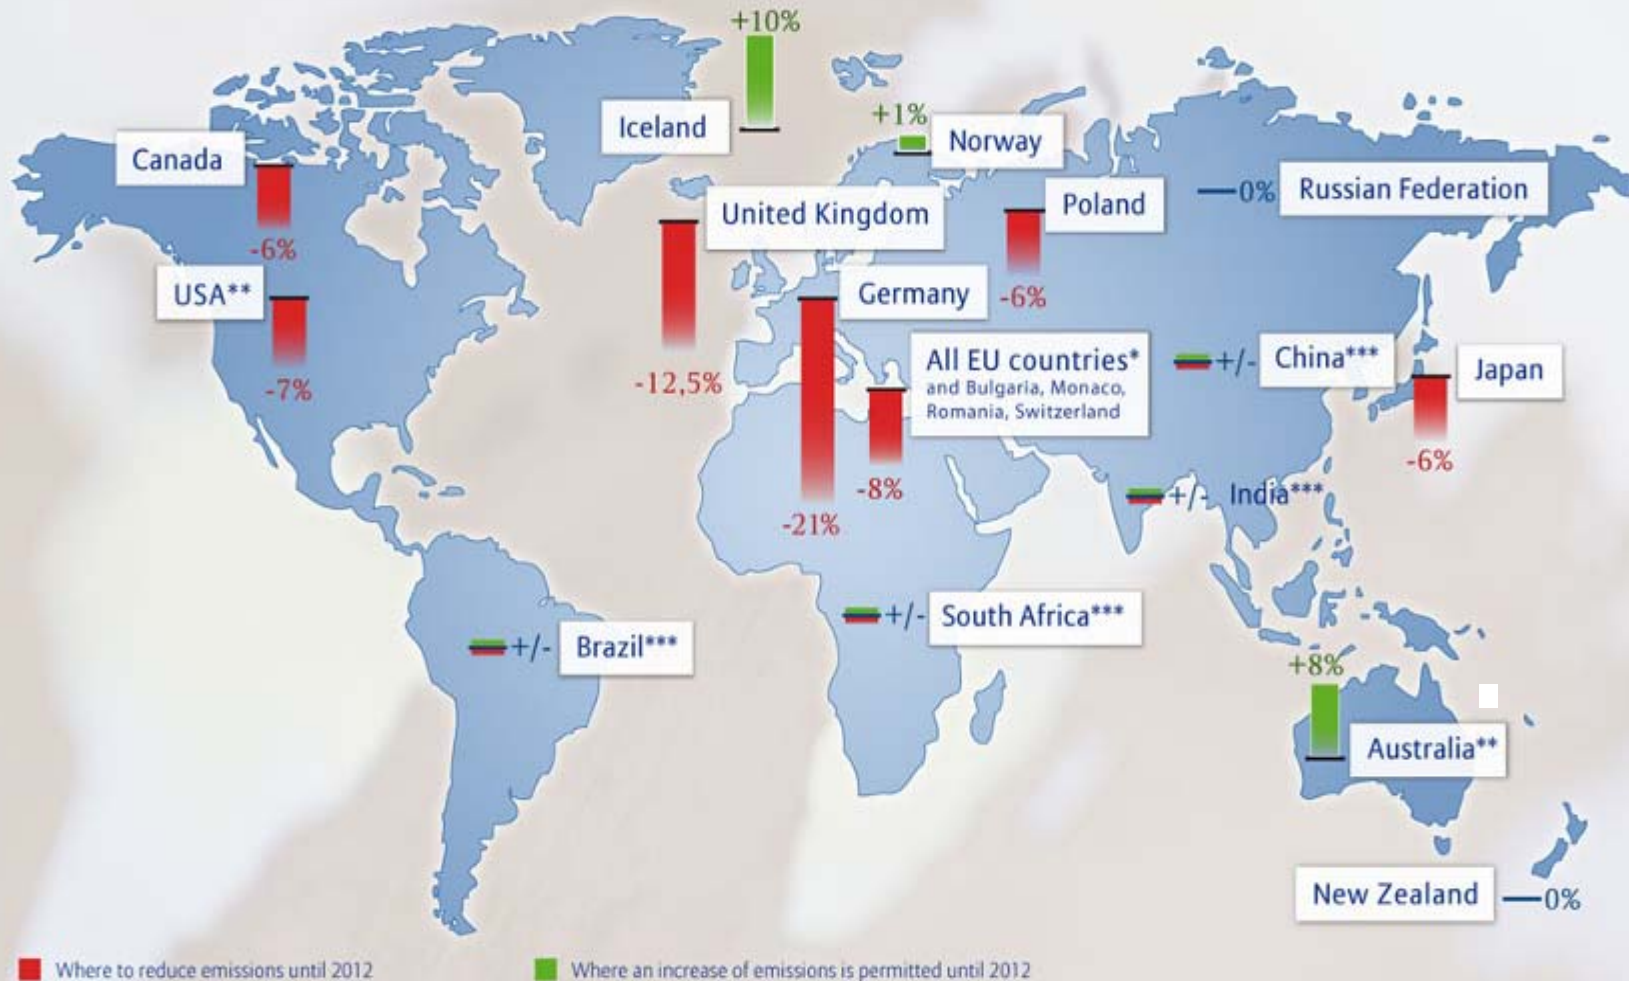 +10%
Iceland
+1%
Norway
Canada
-6%
0% Russian Federation
United Kingdom
-12,5%
Poland
-6%
USA**
-7%
Germany
-21%
All EU countries*
and Bulgaria, Monaco,
Romania, Switzerland
-8%
+/- China***
Japan
-6%
+/- India***
+/- South Africa***
+/- Brazil***
+8%
Australia**
New Zealand 0%
Where to reduce emissions until 2012
Where an increase of emissions is permitted until 2012